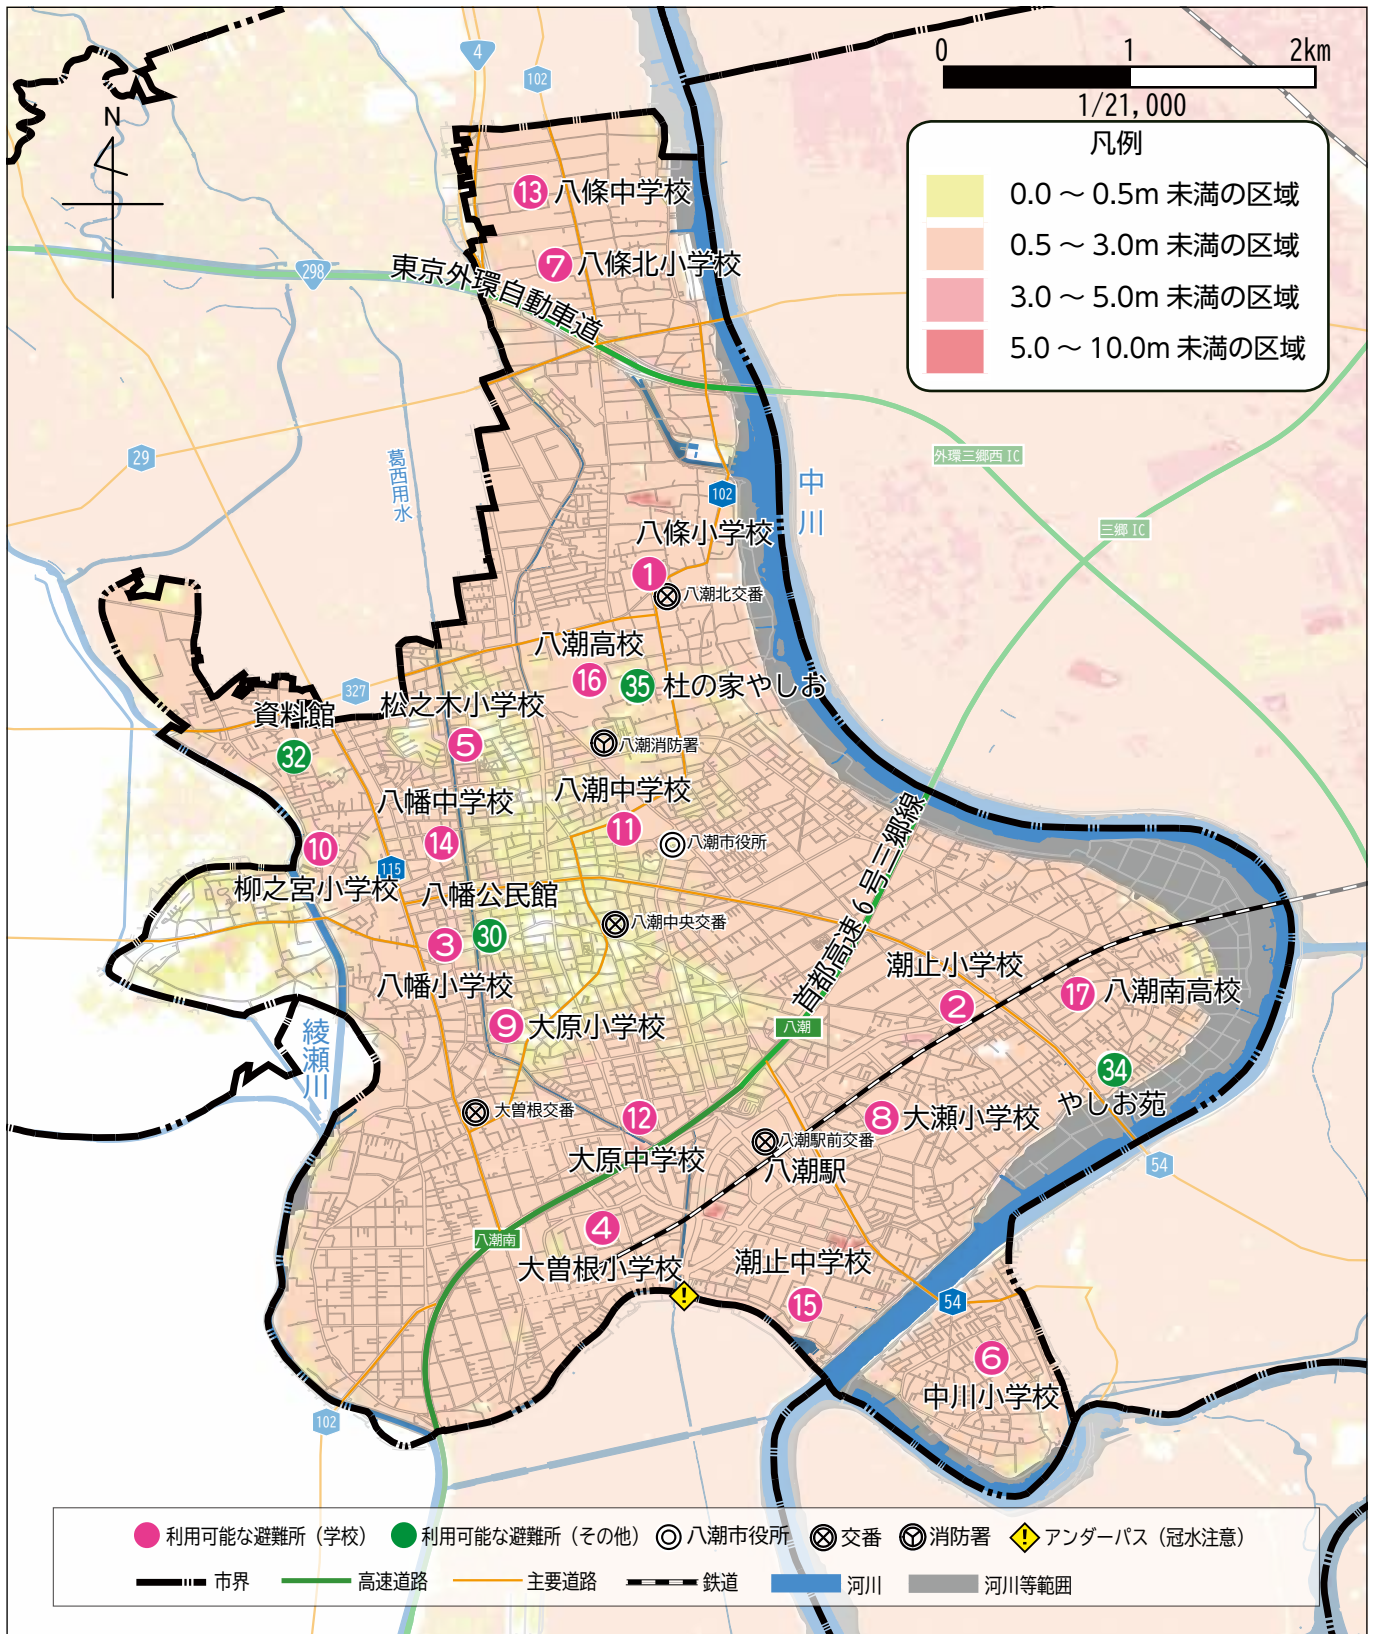 0 1 2km
1/21,000
凡例
0.0 ～ 0.5m 未満の区域
0.5 ～ 3.0m 未満の区域
3.0 ～ 5.0m 未満の区域
5.0 ～ 10.0m 未満の区域
N
4
102
13 八條中学校
7 八條北小学校
298
東京外環自動車道
29
葛西用水
外環三郷西 IC
三郷 IC
中川
102
八條小学校
1
八潮北交番
八潮高校
16
35 杜の家やしお
327
資料館
32
松之木小学校
5
八潮消防署
八幡中学校
14
八潮中学校
11
八潮市役所
10
柳之宮小学校
115
八幡公民館
30
3
八幡小学校
八潮中央交番
首都高速 6 号三郷線
潮止小学校
2
17 八潮南高校
9 大原小学校
八潮
綾瀬川
34
やしお苑
大曽根交番
12
大原中学校
8 大瀬小学校
八潮駅前交番
八潮駅
54
4
大曽根小学校
八潮南
潮止中学校
15
54
6
中川小学校
102
利用可能な避難所（学校） 利用可能な避難所（その他） 八潮市役所 交番 消防署 アンダーパス（冠水注意）
市界 高速道路 主要道路 鉄道 河川 河川等範囲